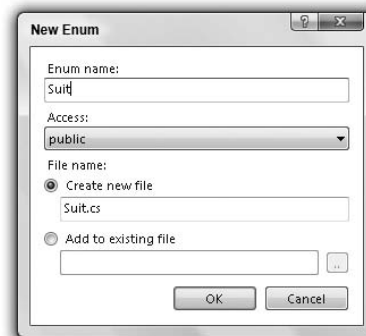 New Enum
Enum name:
Suit
Access:
public
File name:
Create new file
Suit.cs
Add to existing file
..
OK
Cancel